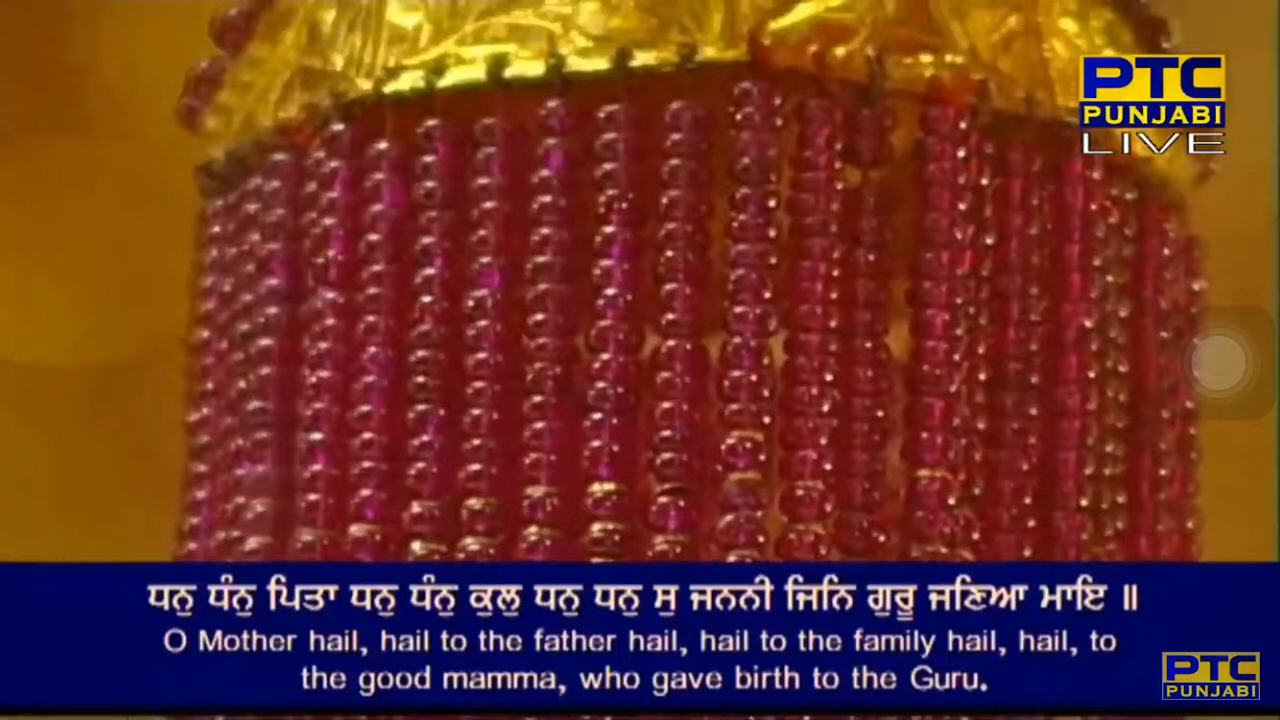 PTC
PUNJABI
LIVE
ਧਨੁ ਧੰਨੁ ਪਿਤਾ ਧਨੁ ਧੰਨੁ ਕੁਲੁ ਧਨੁ ਧਨੁ ਸੁ ਜਨਨੀ ਜਿਨਿ ਗੁਰੂ ਜਣਿਆ ਮਾਇ ॥
O Mother hail, hail to the father hail, hail to the family hail, hail, to
the good mamma, who gave birth to the Guru.
PTC
PUNJABI